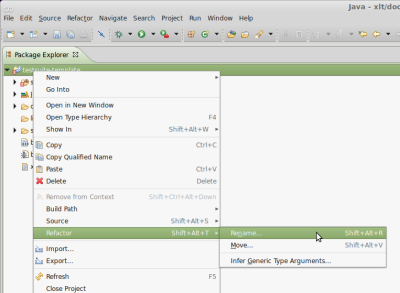 Java - xlt/doc
File Edit Source Refactor Navigate Search Project Run Window Help
Package Explorer
testsuite-template
New
Go Into
Open in New Window
Open Type Hierarchy F4
Show In Shift+Alt+W
Copy Ctrl+C
Copy Qualified Name
Paste Ctrl+V
Delete Delete
Remove from Context Shift+Ctrl+Alt+Down
Build Path
Source Shift+Alt+S
Refactor Shift+Alt+T
Rename... Shift+Alt+R
Move... Shift+Alt+V
Infer Generic Type Arguments...
Import...
Export...
Refresh F5
Close Project